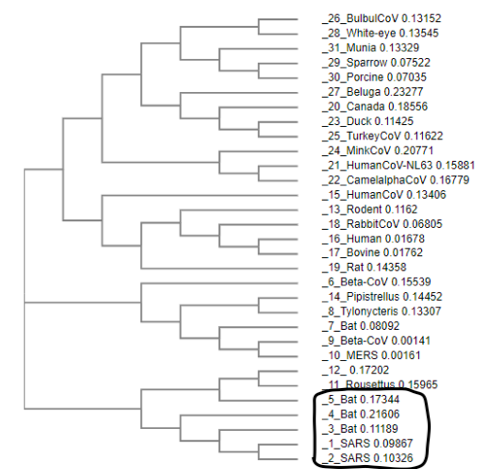 _26_BulbulCoV 0.13152
_28_White-eye 0.13545
_31_Munia 0.13329
_29_Sparrow 0.07522
_30_Porcine 0.07035
_27_Beluga 0.23277
_20_Canada 0.18556
_23_Duck 0.11425
_25_TurkeyCoV 0.11622
_24_MinkCoV 0.20771
_21_HumanCoV-NL63 0.15881
_22_CamelalphaCoV 0.16779
_15_HumanCoV 0.13406
_13_Rodent 0.1162
_18_RabbitCoV 0.06805
_16_Human 0.01678
_17_Bovine 0.01762
_19_Rat 0.14358
_6_Beta-CoV 0.15539
_14_Pipistrellus 0.14452
_8_Tylonycteris 0.13307
_7_Bat 0.08092
_9_Beta-CoV 0.00141
_10_MERS 0.00161
_12_ 0.17202
_11_Rousettus 0.15965
_5_Bat 0.17344
_4_Bat 0.21606
_3_Bat 0.11189
_1_SARS 0.09867
_2_SARS 0.10326